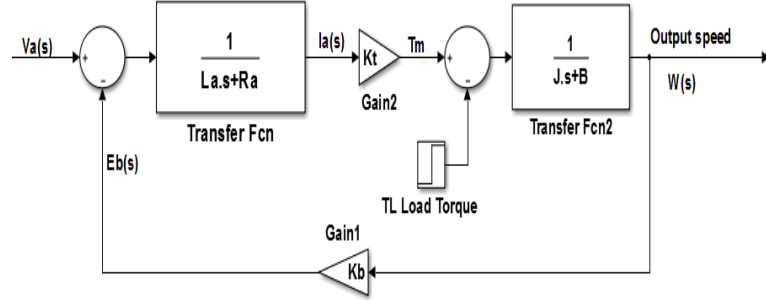 Va(s)
+
-
1
La.s+Ra
Transfer Fcn
Ia(s)
Kt
Gain2
Tm
+
-
1
J.s+B
Transfer Fcn2
Output speed
W(s)
TL Load Torque
Eb(s)
Gain1
Kb